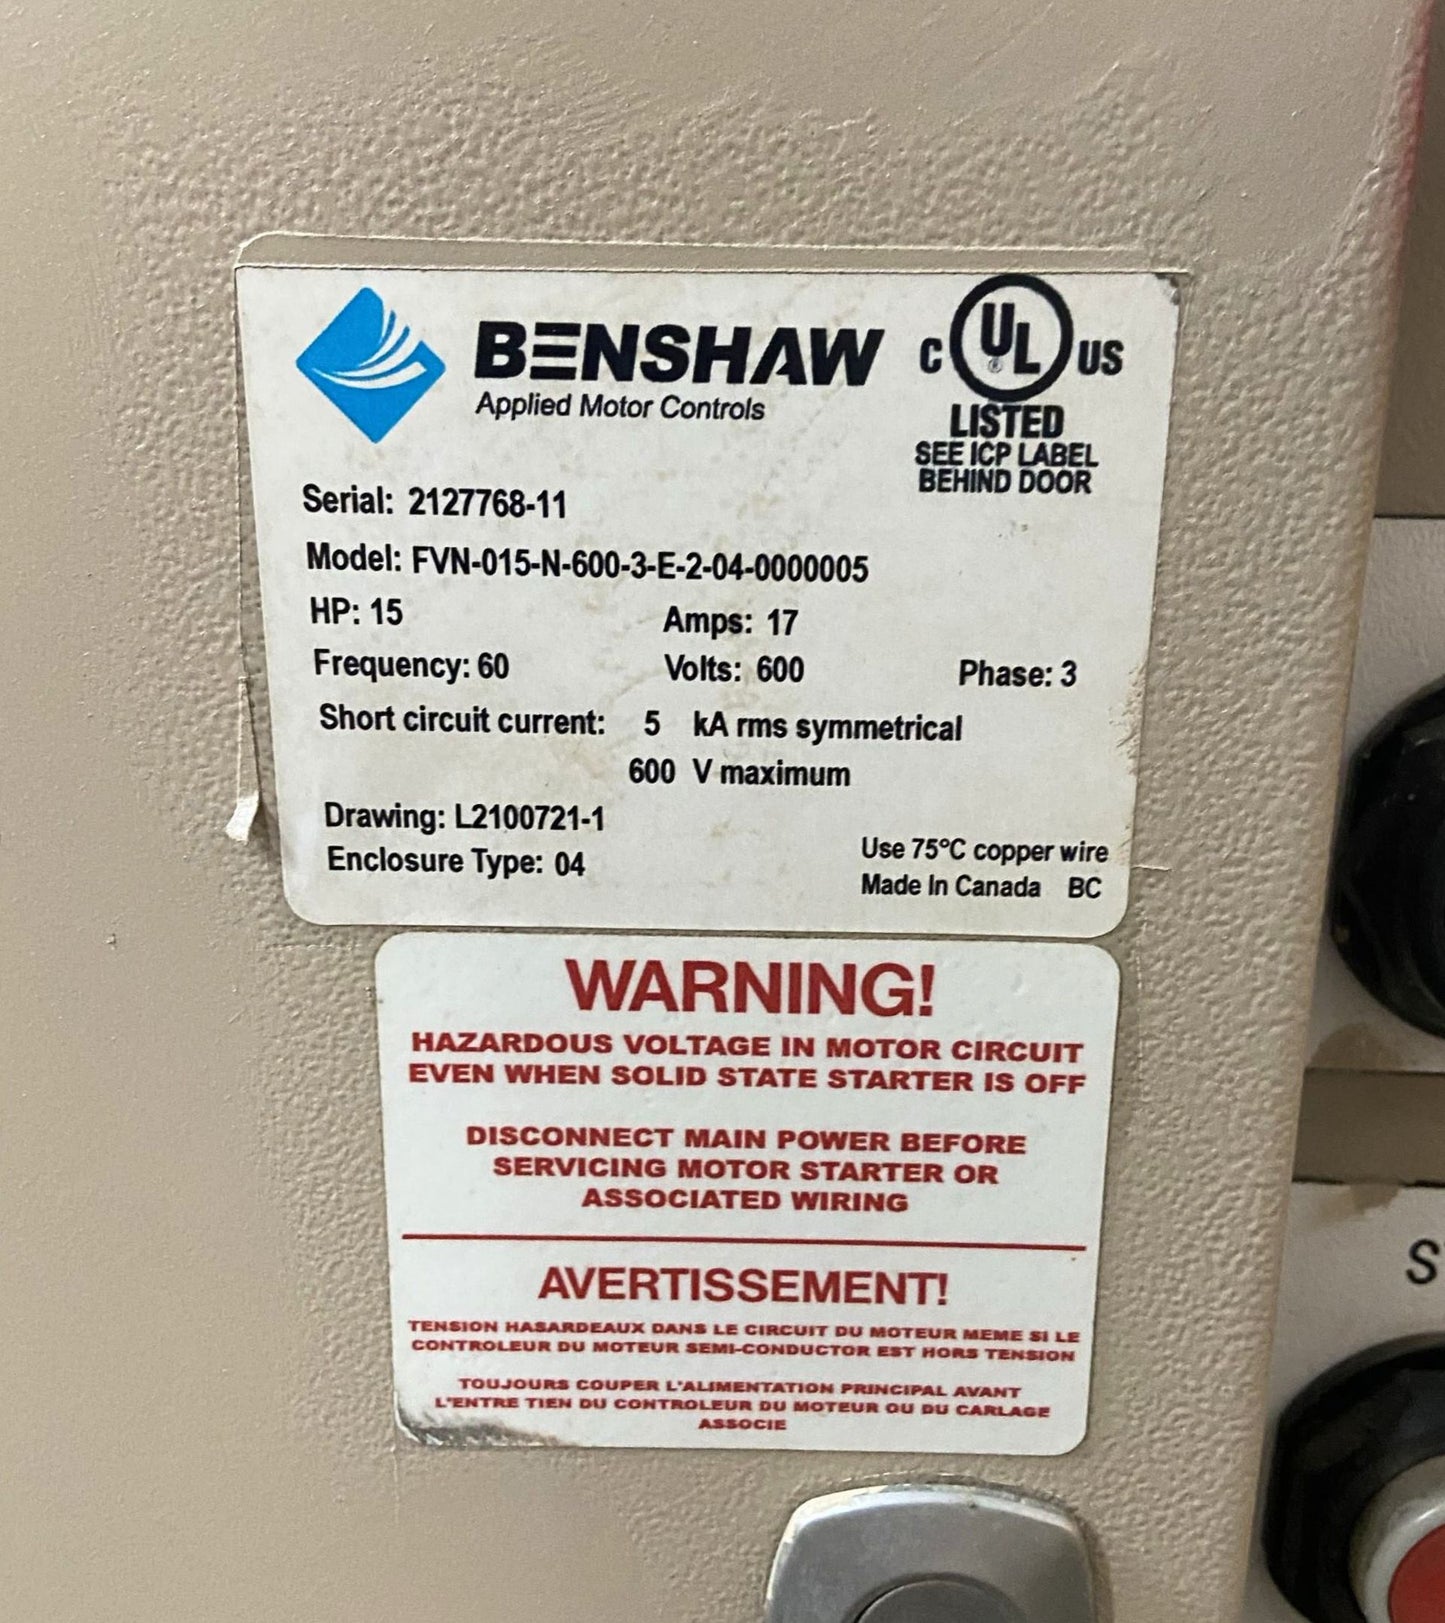 BENSHAW
Applied Motor Controls
C UL® US
LISTED
SEE ICP LABEL
BEHIND DOOR
Serial: 2127768-11
Model: FVN-015-N-600-3-E-2-04-0000005
HP: 15 Amps: 17
Frequency: 60 Volts: 600 Phase: 3
Short circuit current: 5 kA rms symmetrical
600 V maximum
Drawing: L2100721-1
Enclosure Type: 04
Use 75°C copper wire
Made In Canada BC
WARNING!
HAZARDOUS VOLTAGE IN MOTOR CIRCUIT
EVEN WHEN SOLID STATE STARTER IS OFF
DISCONNECT MAIN POWER BEFORE
SERVICING MOTOR STARTER OR
ASSOCIATED WIRING
AVERTISSEMENT!
TENSION HASARDEAUX DANS LE CIRCUIT DU MOTEUR MEME SI LE
CONTROLEUR DU MOTEUR SEMI-CONDUCTOR EST HORS TENSION
TOUJOURS COUPER L'ALIMENTATION PRINCIPAL AVANT
L'ENTRE TIEN DU CONTROLEUR DU MOTEUR OU DU CARLAGE
ASSOCIE